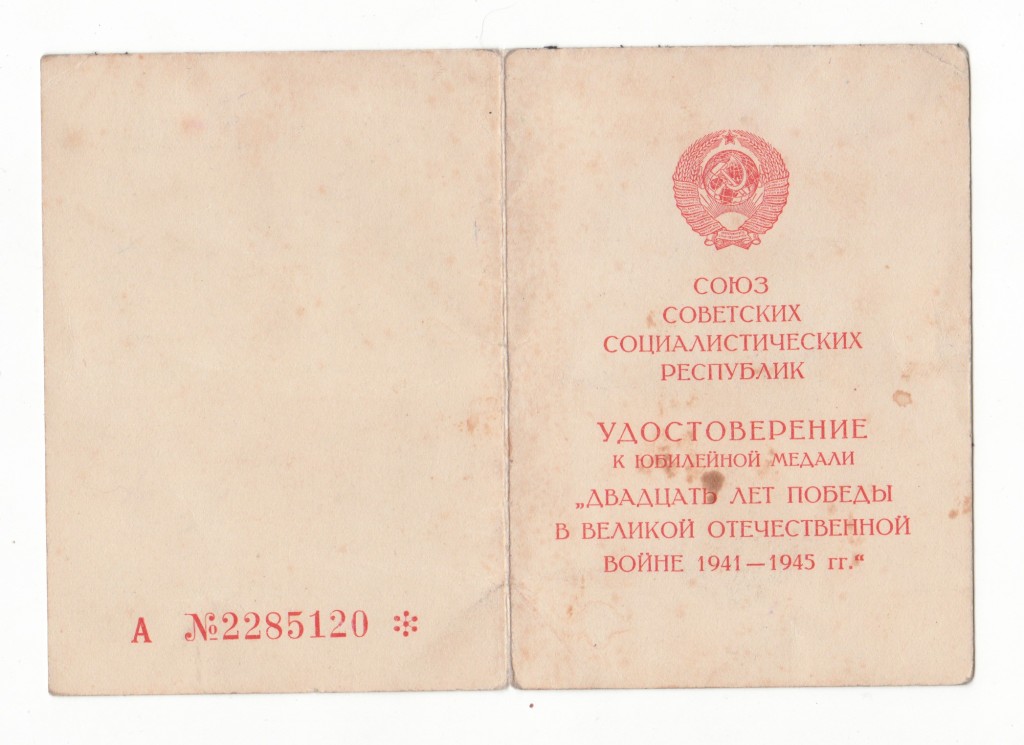 А №2285120
СОЮЗ
СОВЕТСКИХ
СОЦИАЛИСТИЧЕСКИХ
РЕСПУБЛИК
УДОСТОВЕРЕНИЕ
К ЮБИЛЕЙНОЙ МЕДАЛИ
„ДВАДЦАТЬ ЛЕТ ПОБЕДЫ
В ВЕЛИКОЙ ОТЕЧЕСТВЕННОЙ
ВОЙНЕ 1941—1945 гг.“